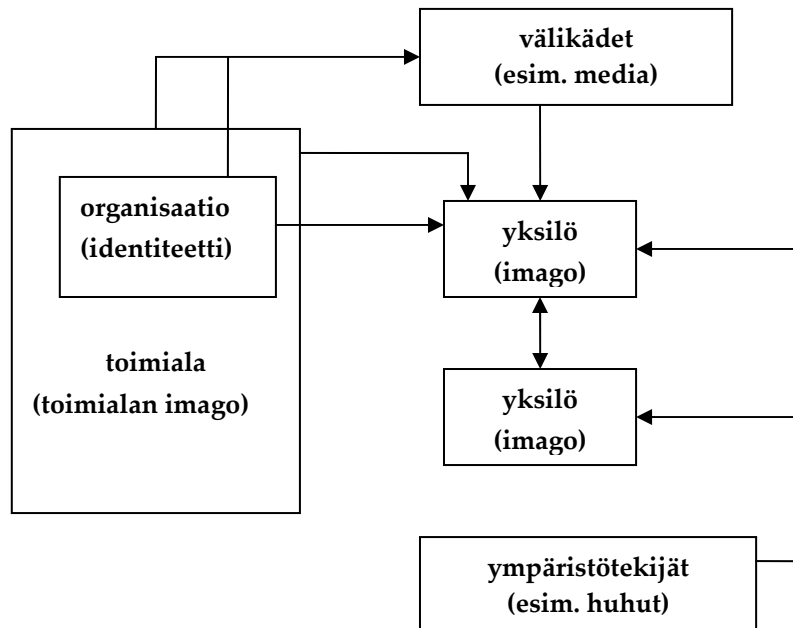 välikädet
(esim. media)
organisaatio
(identiteetti)
yksilö
(imago)
toimiala
(toimialan imago)
yksilö
(imago)
ympäristötekijät
(esim. huhut)